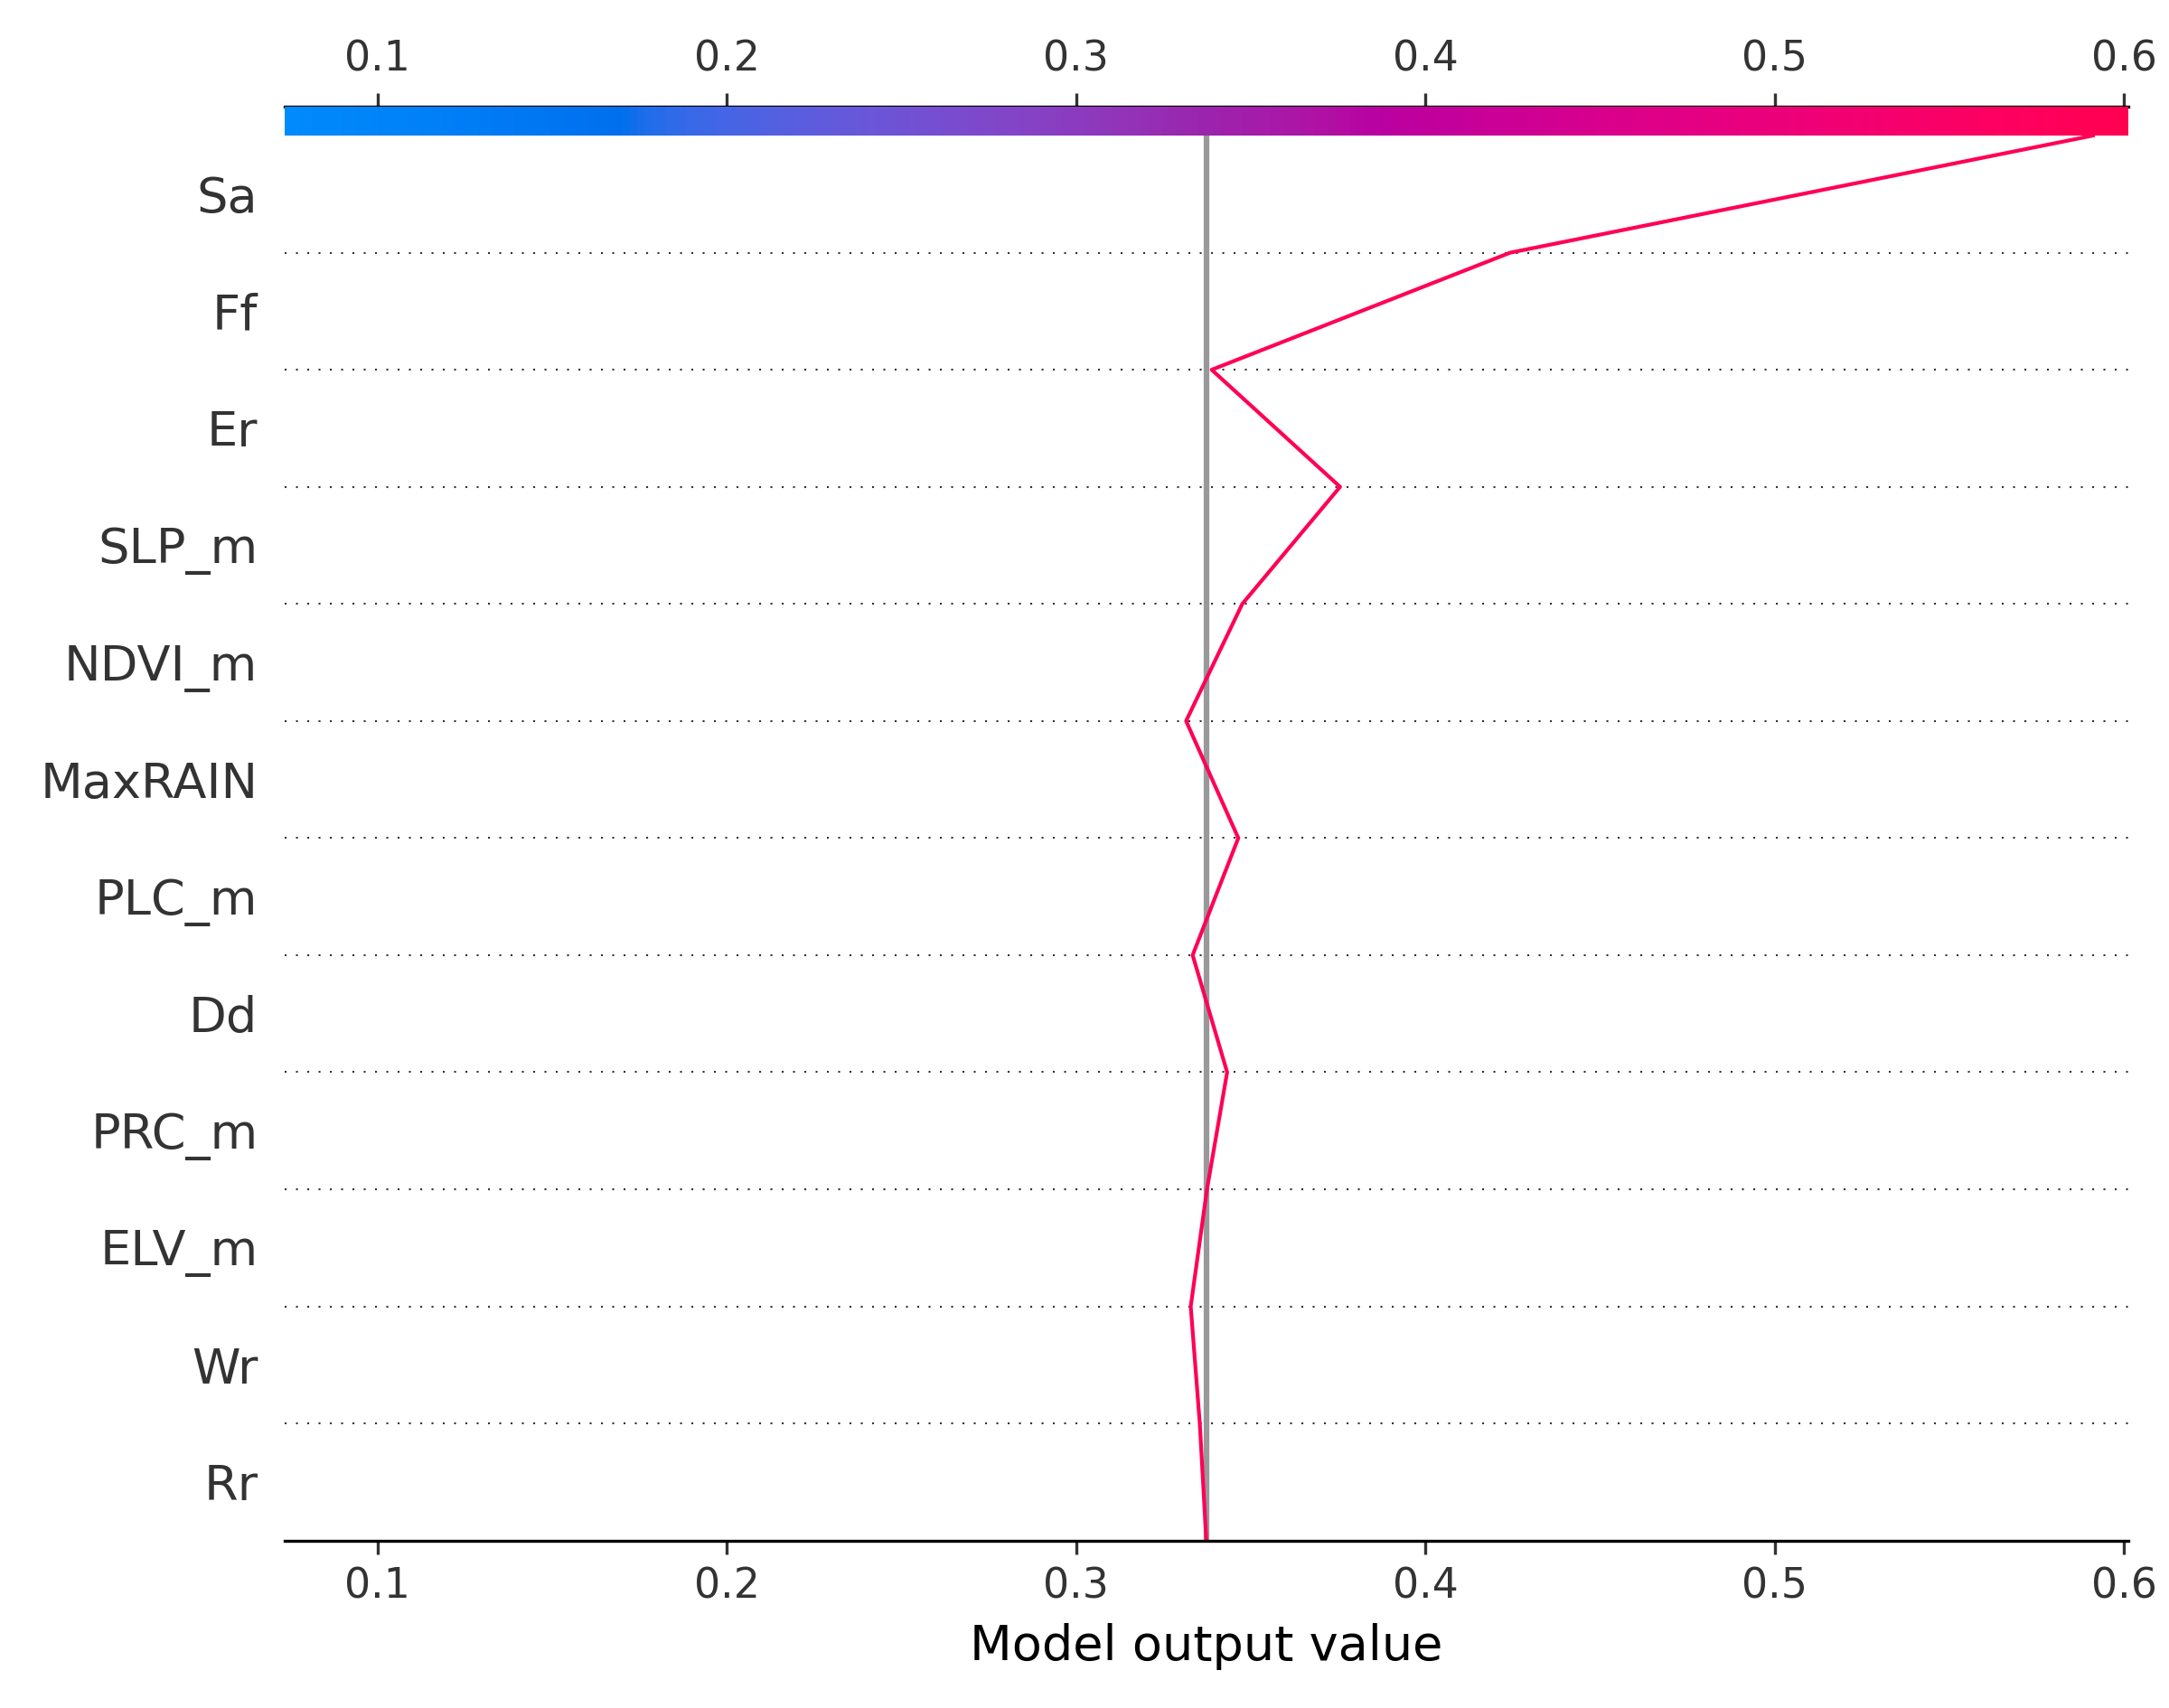 0.1 0.2 0.3 0.4 0.5 0.6
Sa
Ff
Er
SLP_m
NDVI_m
MaxRAIN
PLC_m
Dd
PRC_m
ELV_m
Wr
Rr
0.1 0.2 0.3 0.4 0.5 0.6
Model output value